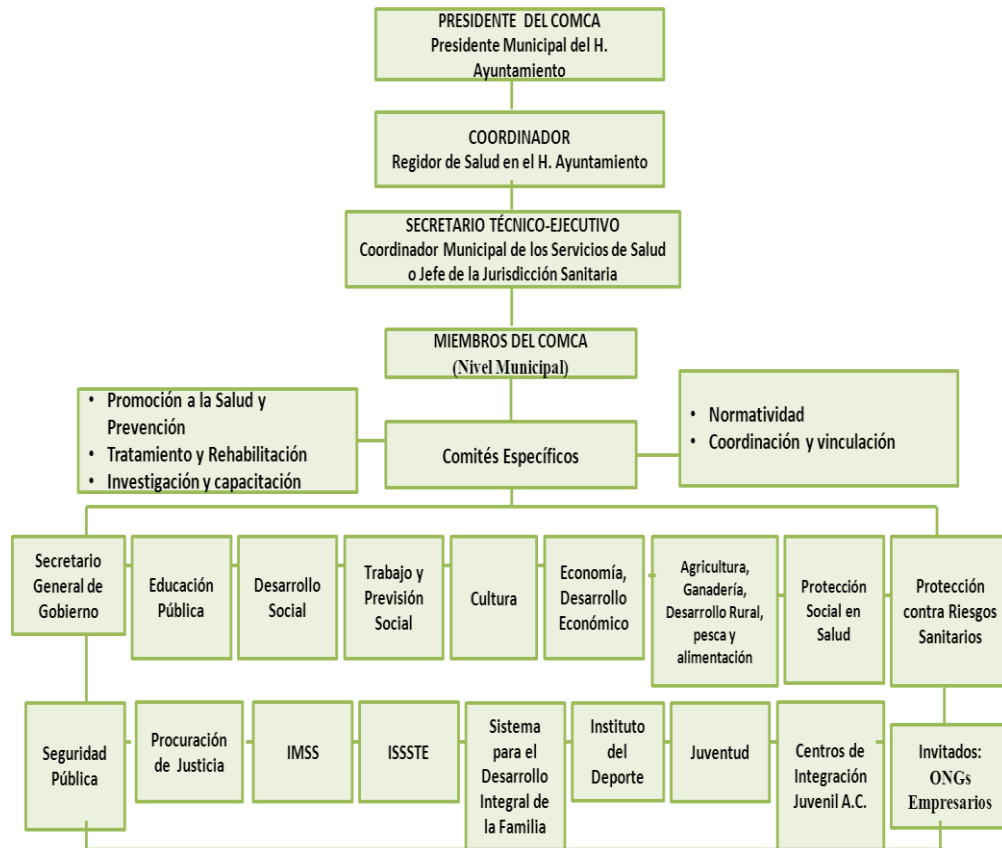 PRESIDENTE DEL COMCA
Presidente Municipal del H.
Ayuntamiento
COORDINADOR
Regidor de Salud en el H. Ayuntamiento
SECRETARIO TÉCNICO-EJECUTIVO
Coordinador Municipal de los Servicios de Salud
o Jefe de la Jurisdicción Sanitaria
MIEMBROS DEL COMCA
(Nivel Municipal)
• Promoción a la Salud y
Prevención
• Tratamiento y Rehabilitación
• Investigación y capacitación
Comités Específicos
• Normatividad
• Coordinación y vinculación
Secretario
General de
Gobierno
Educación
Pública
Desarrollo
Social
Trabajo y
Previsión
Social
Cultura
Economía,
Desarrollo
Económico
Agricultura,
Ganadería,
Desarrollo Rural,
pesca y
alimentación
Protección
Social en
Salud
Protección
contra Riesgos
Sanitarios
Seguridad
Pública
Procuración
de Justicia
IMSS
ISSSTE
Sistema
para el
Desarrollo
Integral de
la Familia
Instituto
del
Deporte
Juventud
Centros de
Integración
Juvenil A.C.
Invitados:
ONGs
Empresarios